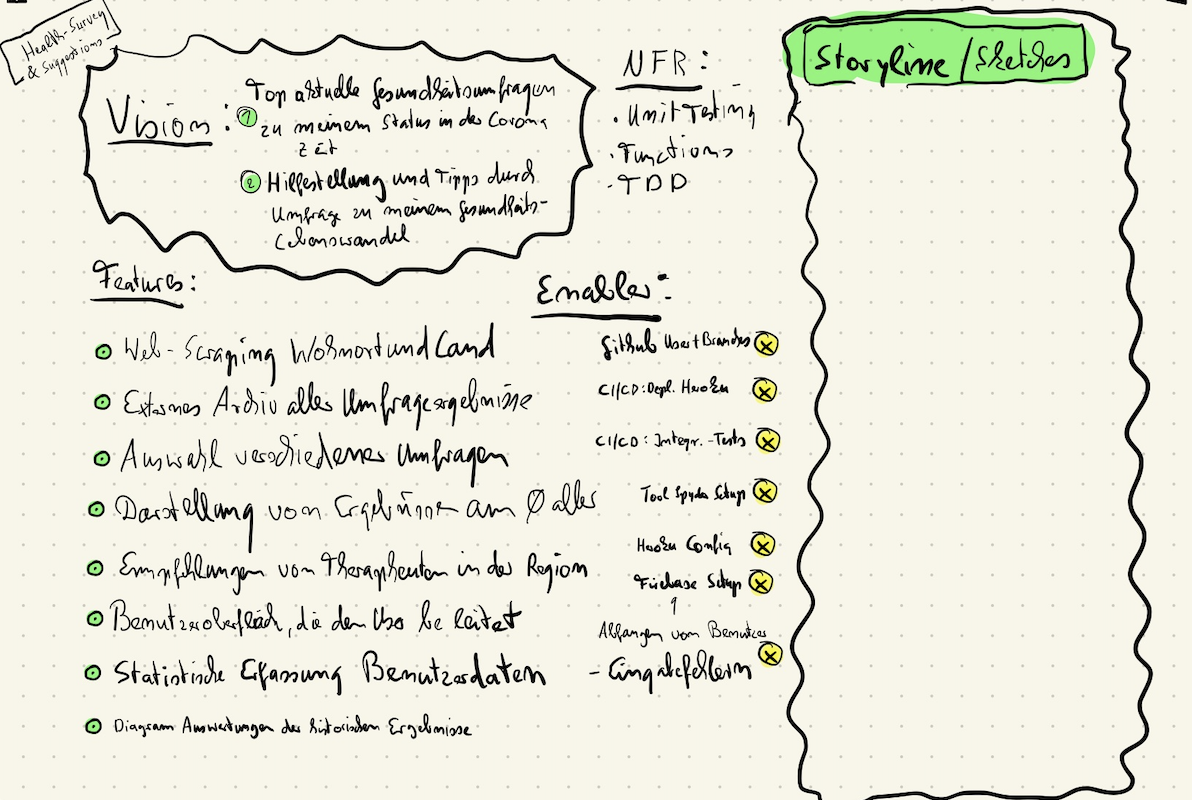 Health-Survey
& Suggestions
Vision:
1 Top aktuelle Gesundheitsumfragen
zu meinem Status in der Corona
Zeit
2 Hilfestellung und Tipps durch
Umfrage zu meinem Gesundheits-
Lebenswandel
NFR:
· Unit Testing
· Functions
· TDD
Storyline / Sketches
Features:
Web-Scraping Wohnort und Land
Externes Archiv aller Umfrageergebnisse
Auswahl verschiedener Umfragen
Darstellung von Ergebnissen am Ø aller
Empfehlungen von Therapheuten in der Region
Benutzeroberfläch, die den User be leitet
Statistische Erfassung Benutzerdaten
Diagram Auswertungen der historischen Ergebnisse
Enabler:
Github
CI/CD: Depl. Heroku
CI/CD: Integr.-Tests
Tool Spyder Setup
Heroku Config
Firebase Setup
Abfangen von Benutzer
- Eingabefehlern